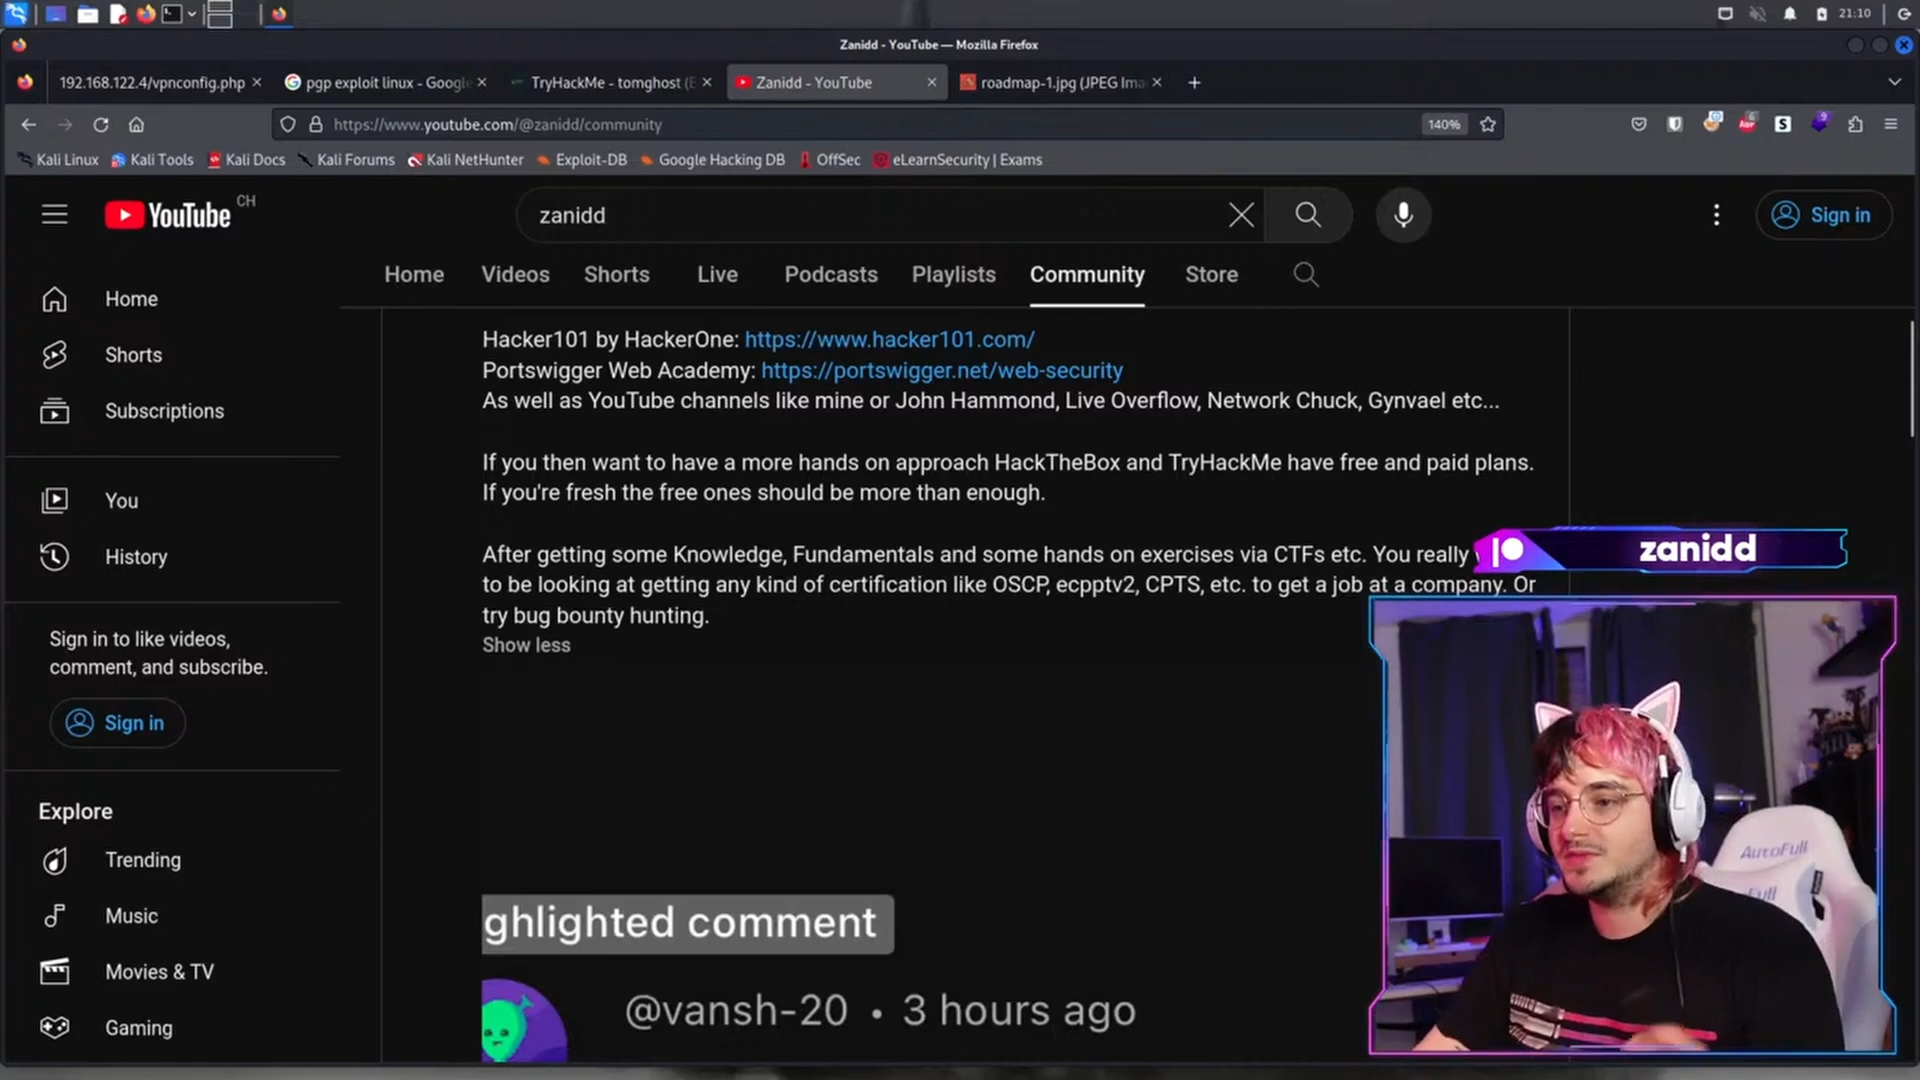 21:10
Zanidd - YouTube — Mozilla Firefox
192.168.122.4/vpnconfig.php
pgp exploit linux - Google
TryHackMe - tomghost (E
Zanidd - YouTube
roadmap-1.jpg (JPEG Ima
https://www.youtube.com/@zanidd/community
140%
Kali Linux
Kali Tools
Kali Docs
Kali Forums
Kali NetHunter
Exploit-DB
Google Hacking DB
OffSec
eLearnSecurity | Exams
YouTube CH
zanidd
Sign in
Home
Videos
Shorts
Live
Podcasts
Playlists
Community
Store
Home
Shorts
Subscriptions
You
History
Sign in to like videos,
comment, and subscribe.
Sign in
Explore
Trending
Music
Movies & TV
Gaming
Hacker101 by HackerOne: https://www.hacker101.com/
Portswigger Web Academy: https://portswigger.net/web-security
As well as YouTube channels like mine or John Hammond, Live Overflow, Network Chuck, Gynvael etc...
If you then want to have a more hands on approach HackTheBox and TryHackMe have free and paid plans.
If you're fresh the free ones should be more than enough.
After getting some Knowledge, Fundamentals and some hands on exercises via CTFs etc. You really
to be looking at getting any kind of certification like OSCP, ecpptv2, CPTS, etc. to get a job at a company. Or
try bug bounty hunting.
Show less
ghlighted comment
@vansh-20 • 3 hours ago
zanidd
AutoFull
Full